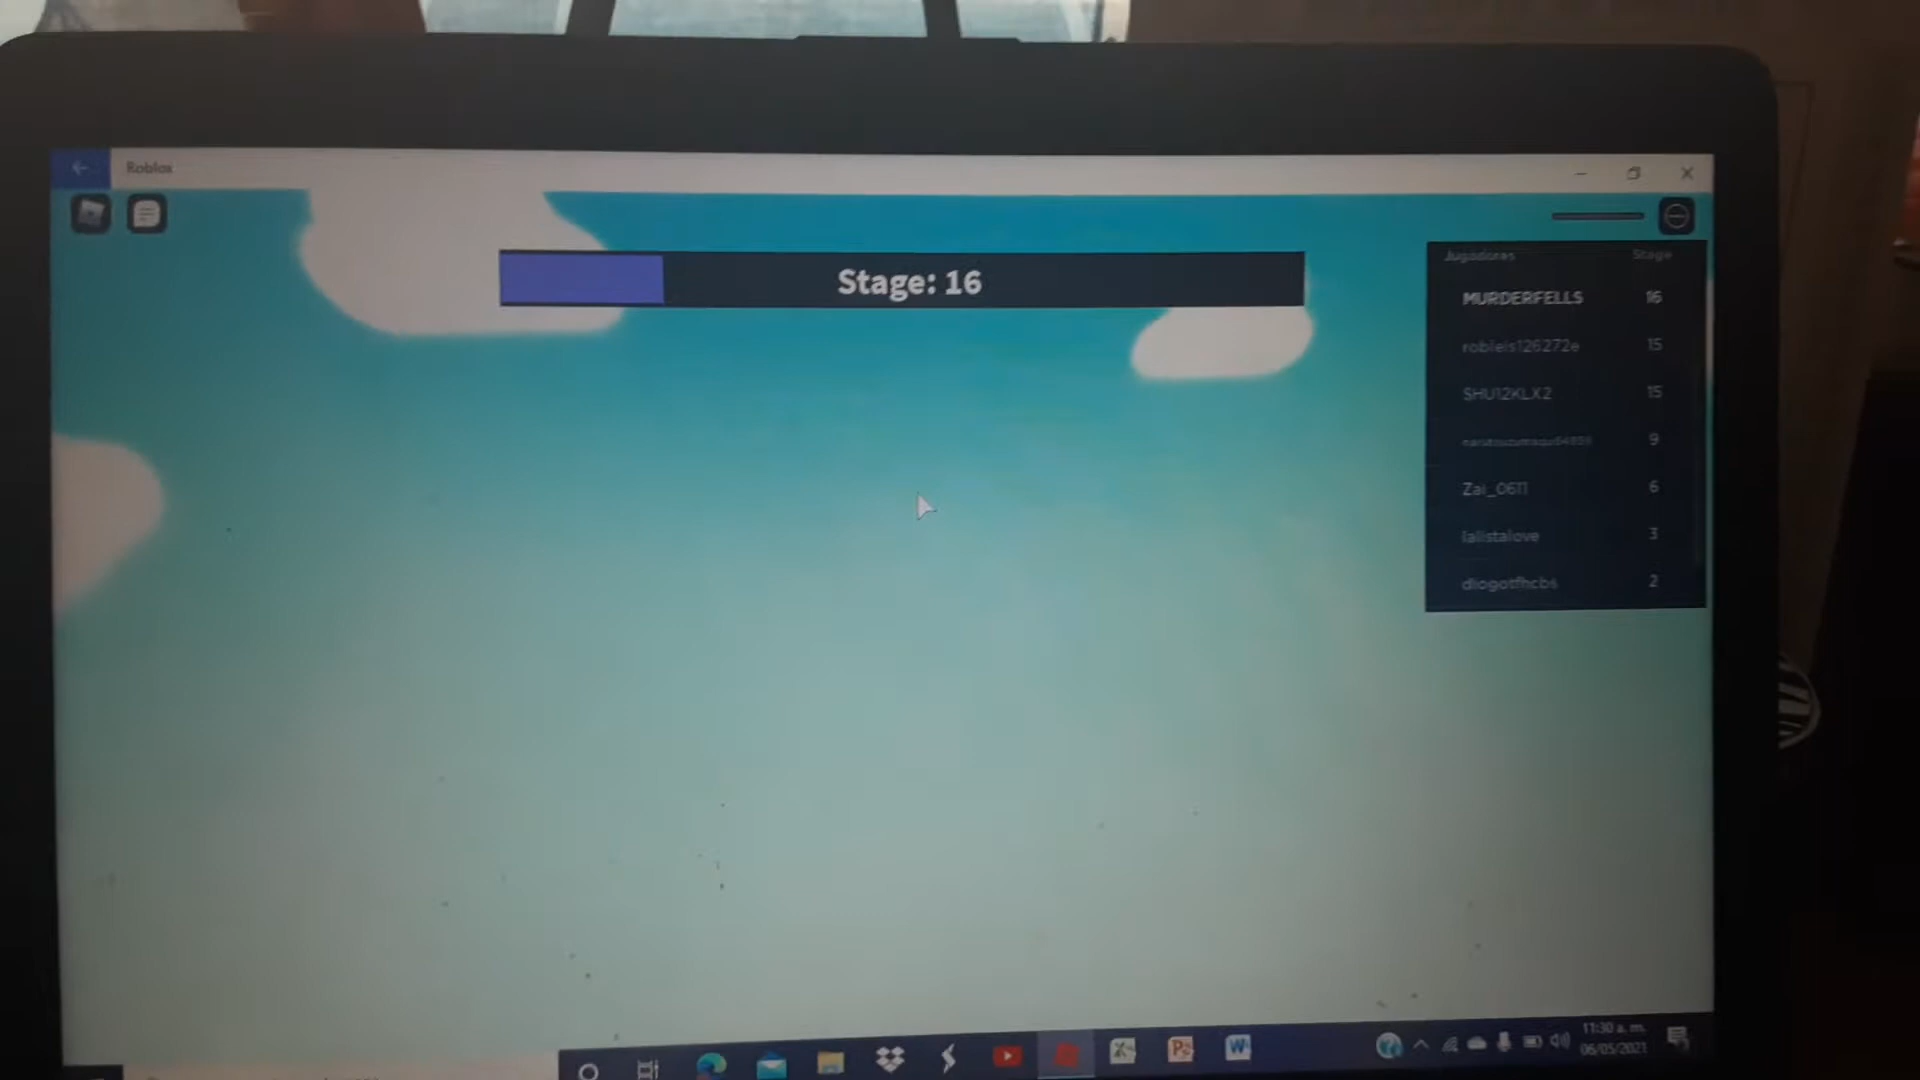 Roblox
Stage: 16
Jugadores Stage
MURDERFELLS 16
robleis126272e 15
SHU12KLX2 15
9
Zai_0611 6
lalistalove 3
diogotfhcbs 2
11:30 a. m.
06/05/2021